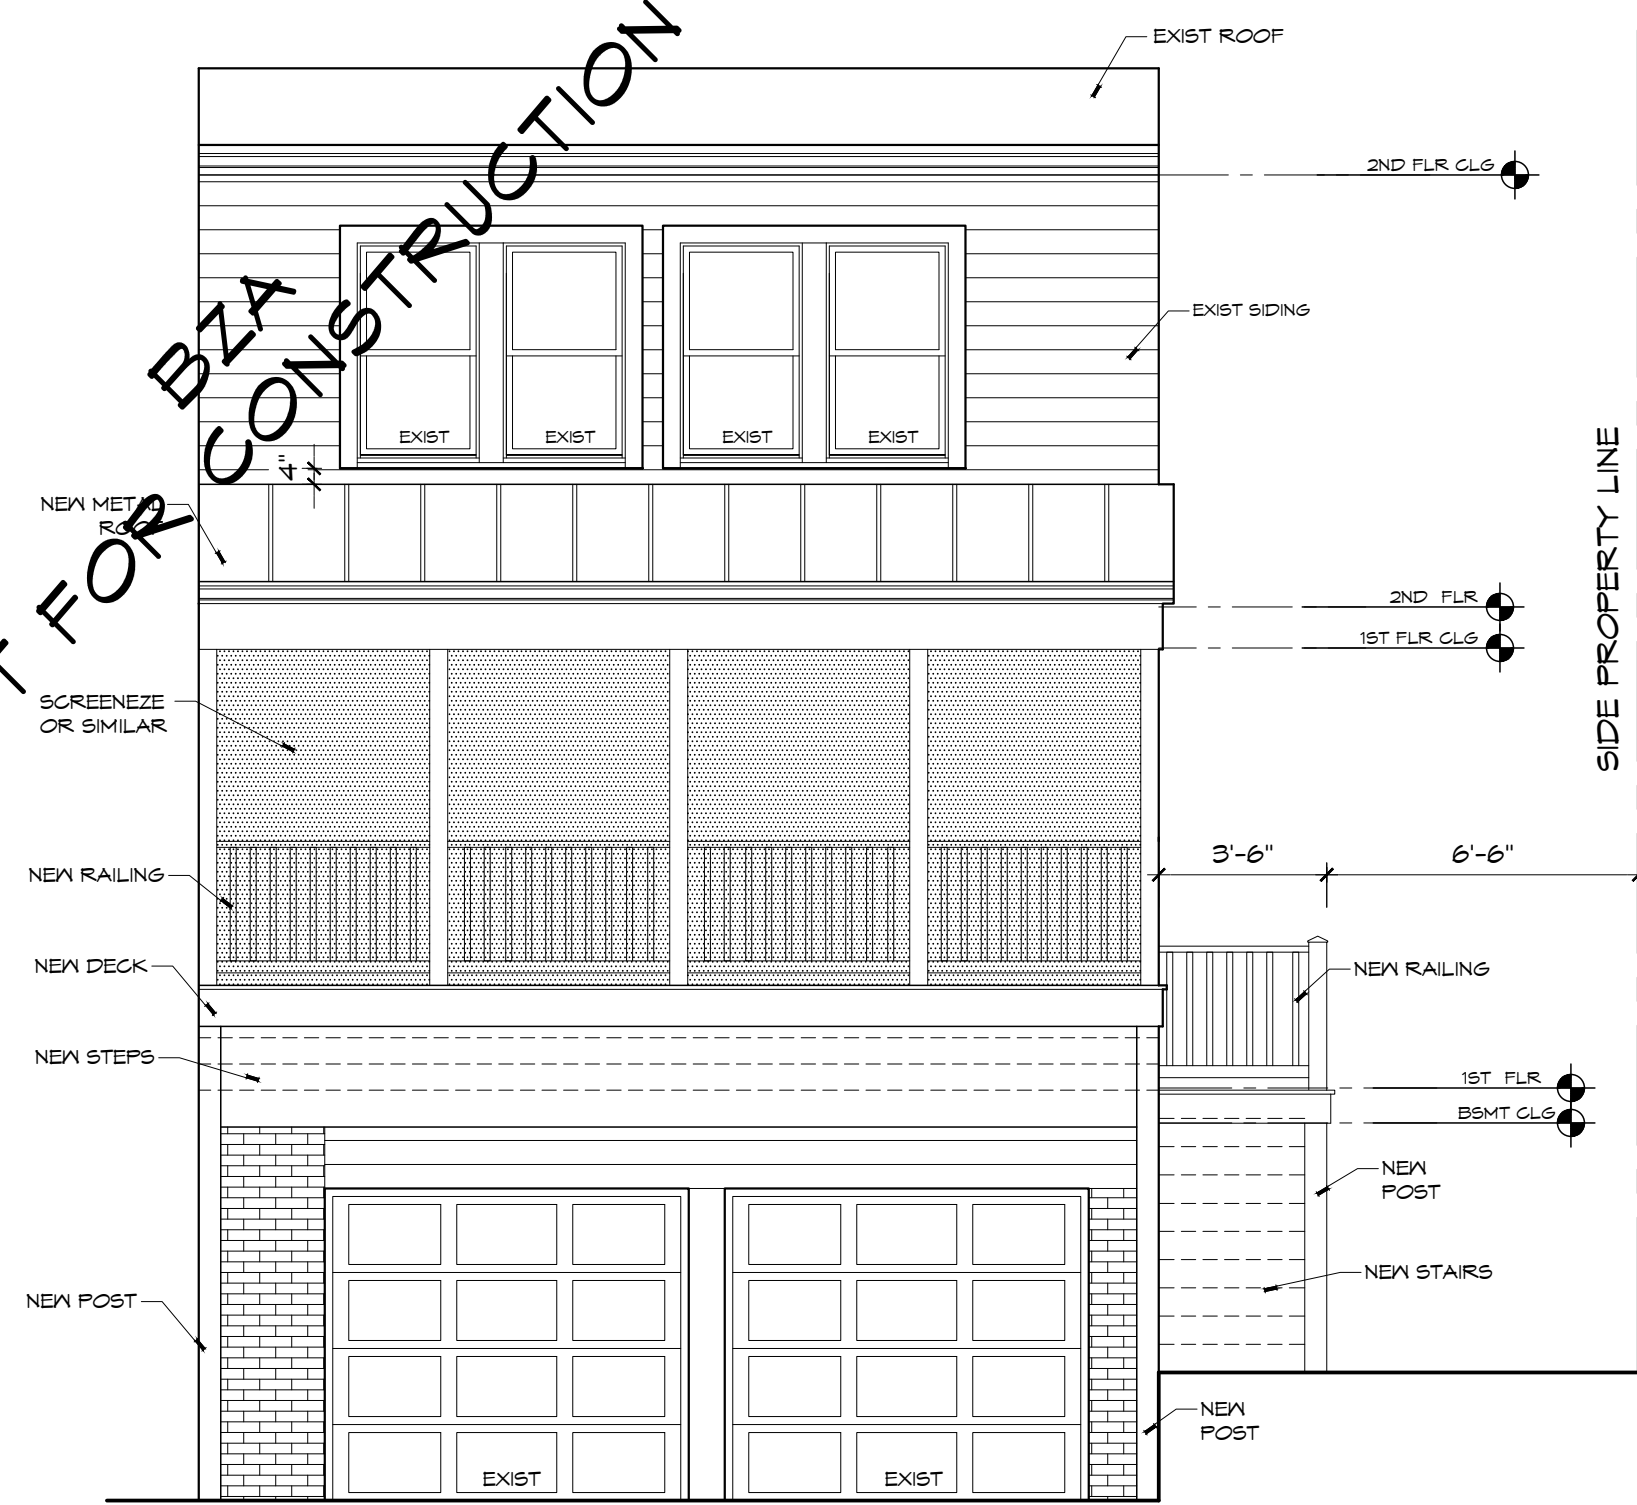 EXIST ROOF
2ND FLR CLG
EXIST SIDING
BZA
T FOR CONSTRUCTION
EXIST
EXIST
EXIST
EXIST
4"
NEW METAL
ROOF
2ND FLR
1ST FLR CLG
SIDE PROPERTY LINE
SCREENEZE
OR SIMILAR
3'-6"
6'-6"
NEW RAILING
NEW DECK
NEW RAILING
NEW STEPS
1ST FLR
BSMT CLG
NEW
POST
NEW STAIRS
NEW POST
NEW
POST
EXIST
EXIST